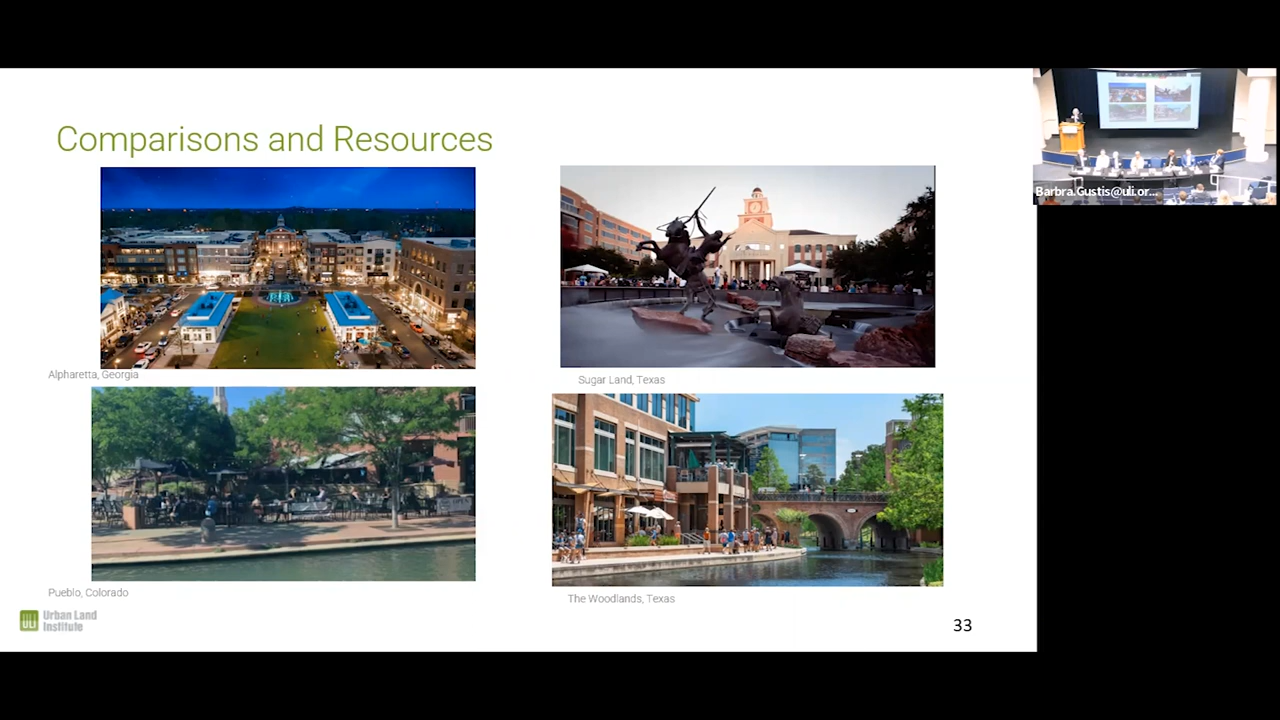 Comparisons and Resources
Barbra.Gustis@uli.or...
Alpharetta, Georgia
Sugar Land, Texas
Pueblo, Colorado
The Woodlands, Texas
ULI Urban Land
Institute
33